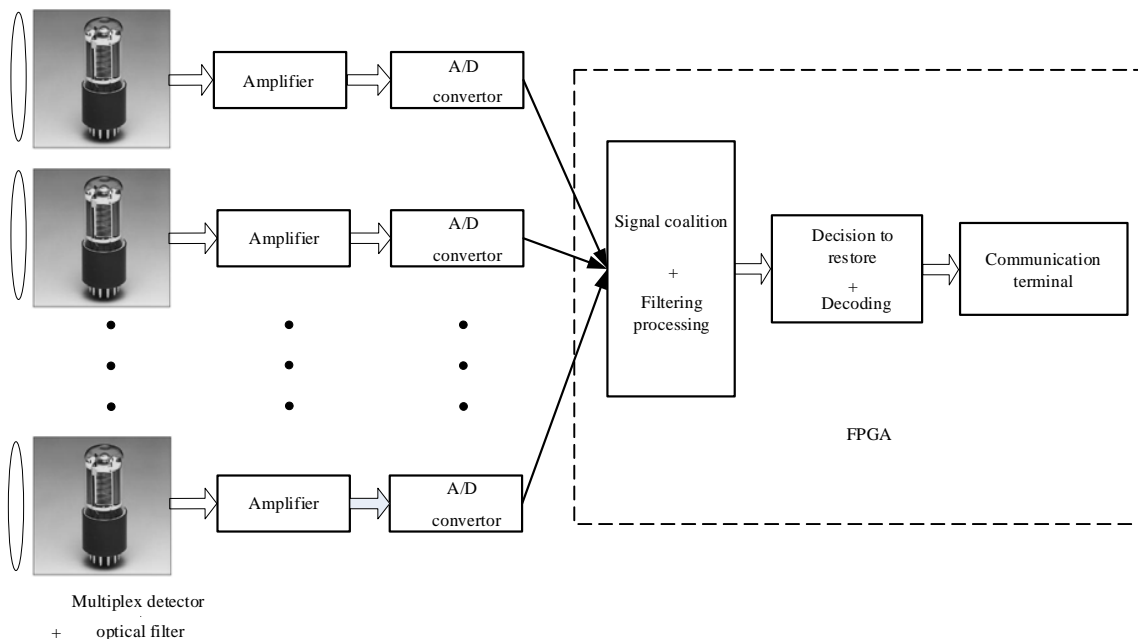 Amplifier
A/D
convertor
Amplifier
A/D
convertor
Amplifier
A/D
convertor
Multiplex detector
+ optical filter
Signal coalition
+
Filtering
processing
Decision to
restore
+
Decoding
Communication
terminal
FPGA